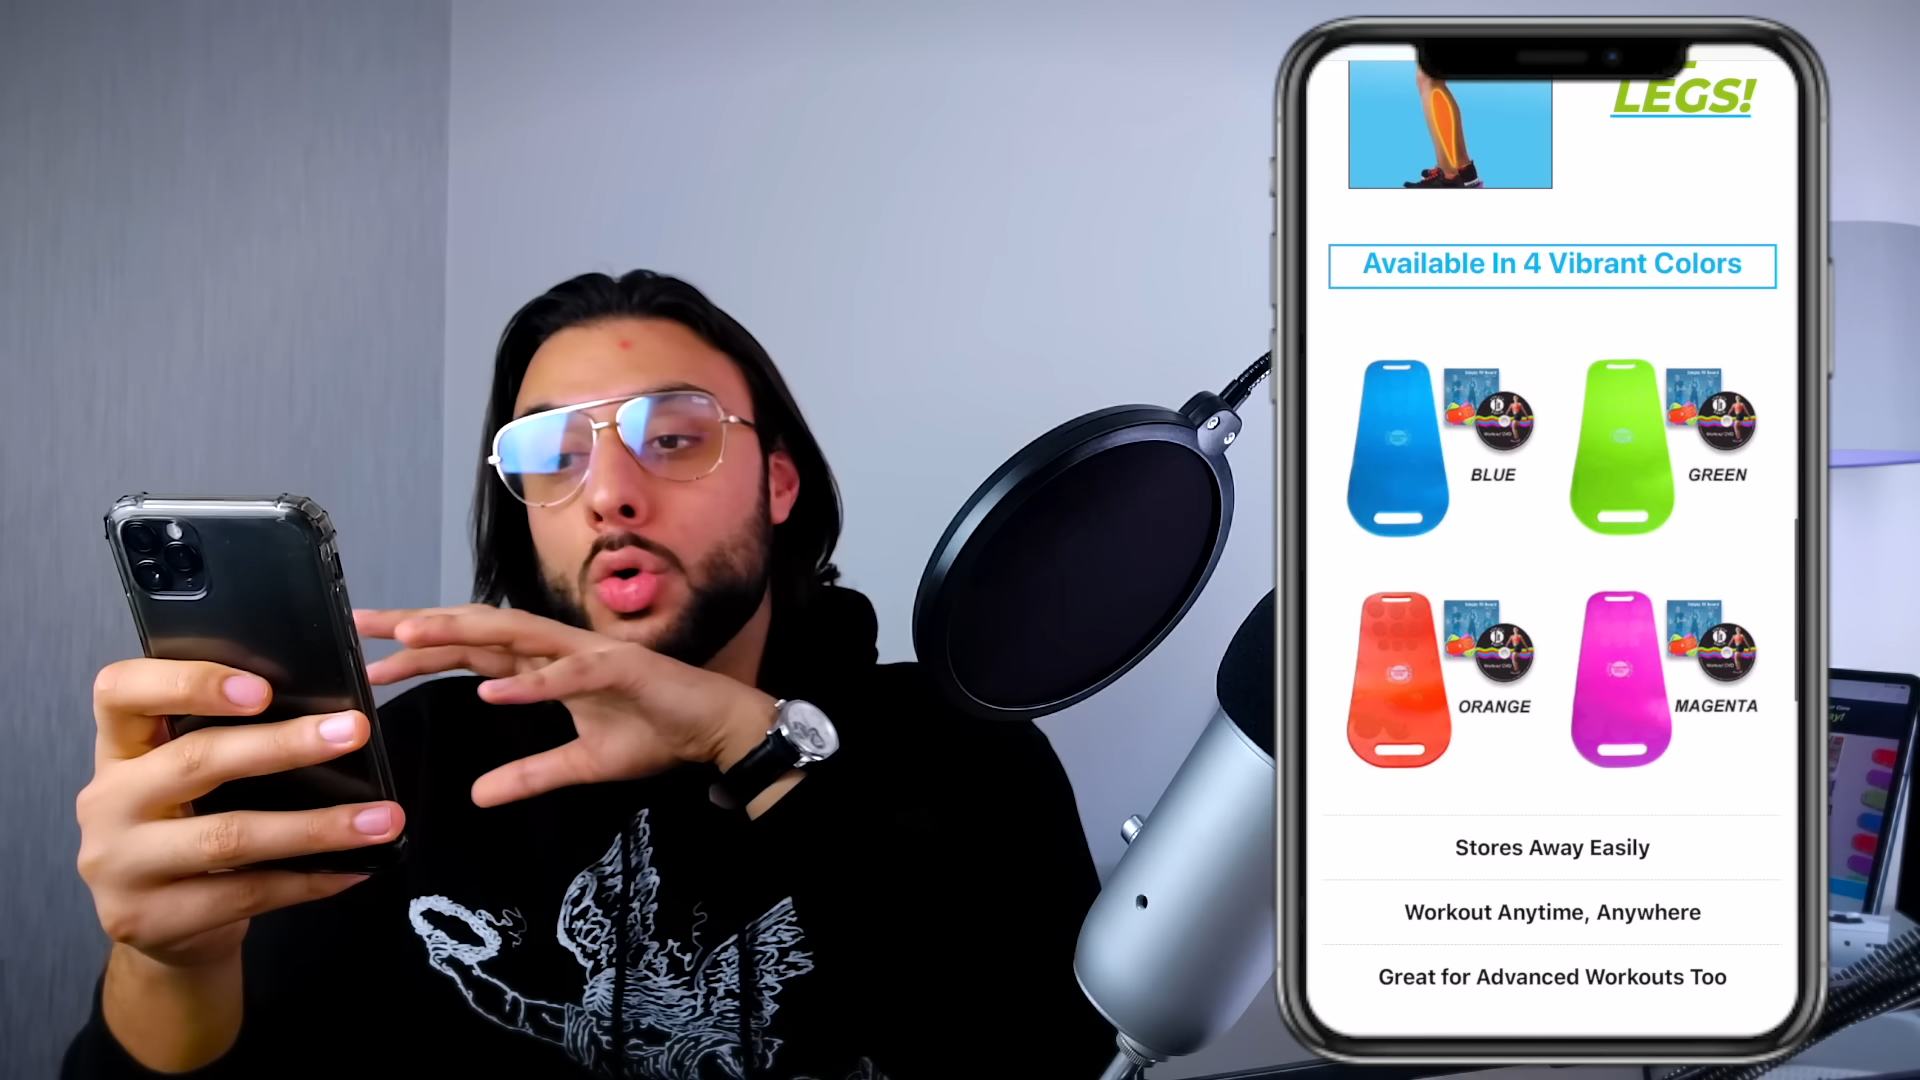 LEGS!
Available In 4 Vibrant Colors
BLUE
GREEN
ORANGE
MAGENTA
Stores Away Easily
Workout Anytime, Anywhere
Great for Advanced Workouts Too